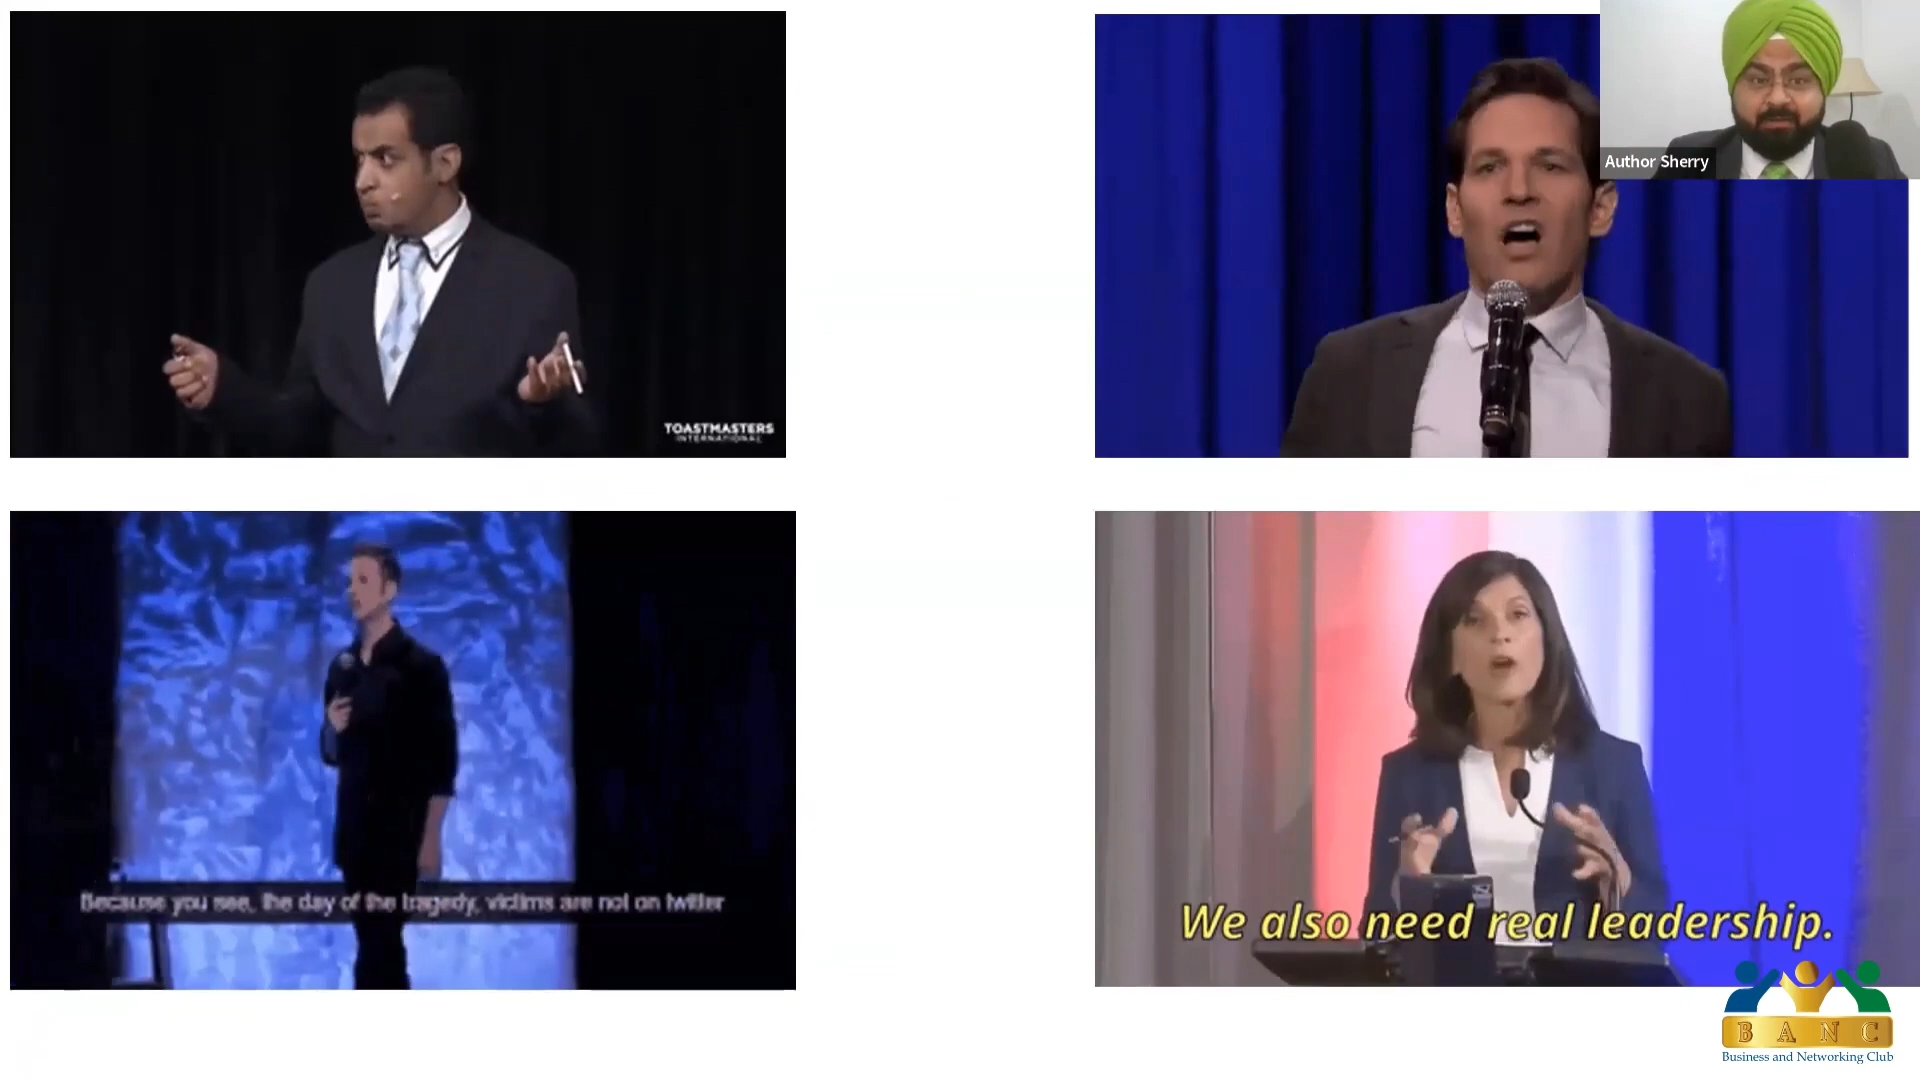 Author Sherry
TOASTMASTERS
INTERNATIONAL
Because you see, the day of the tragedy, victims are not on twitter
We also need real leadership.
B A N C
Business and Networking Club